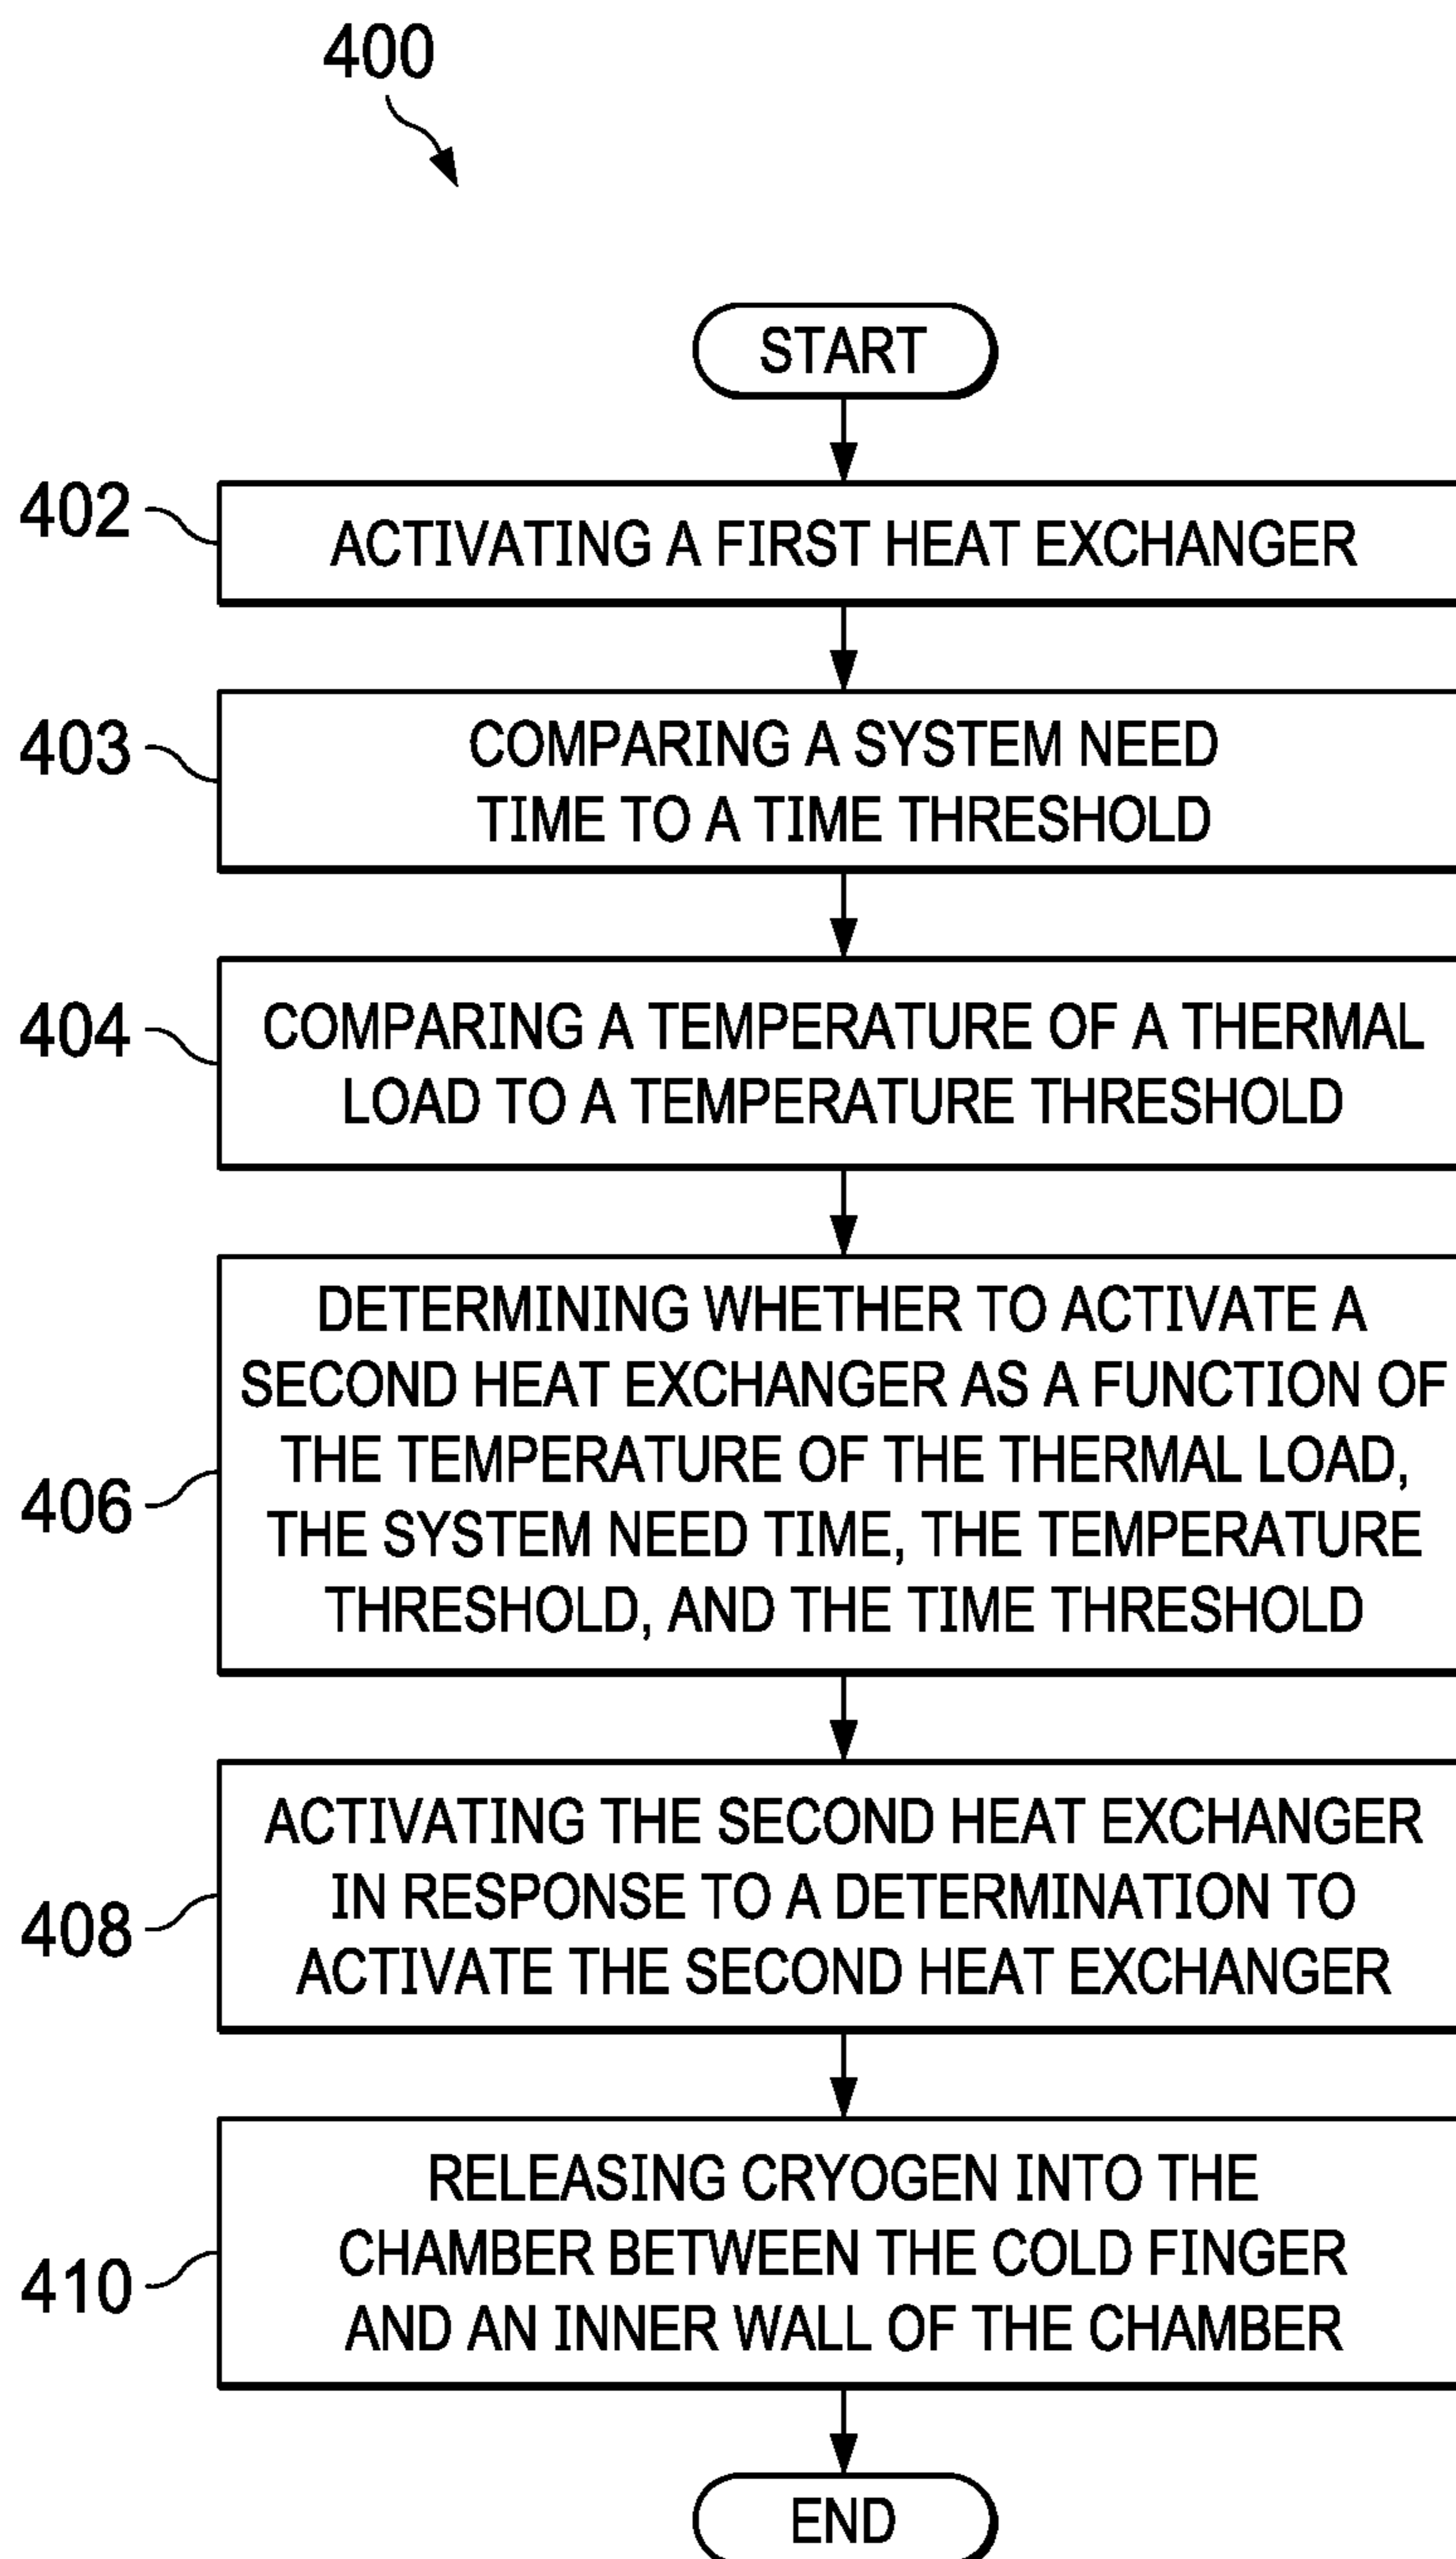 400
START
402
ACTIVATING A FIRST HEAT EXCHANGER
403
COMPARING A SYSTEM NEED
TIME TO A TIME THRESHOLD
404
COMPARING A TEMPERATURE OF A THERMAL
LOAD TO A TEMPERATURE THRESHOLD
406
DETERMINING WHETHER TO ACTIVATE A
SECOND HEAT EXCHANGER AS A FUNCTION OF
THE TEMPERATURE OF THE THERMAL LOAD,
THE SYSTEM NEED TIME, THE TEMPERATURE
THRESHOLD, AND THE TIME THRESHOLD
408
ACTIVATING THE SECOND HEAT EXCHANGER
IN RESPONSE TO A DETERMINATION TO
ACTIVATE THE SECOND HEAT EXCHANGER
410
RELEASING CRYOGEN INTO THE
CHAMBER BETWEEN THE COLD FINGER
AND AN INNER WALL OF THE CHAMBER
END